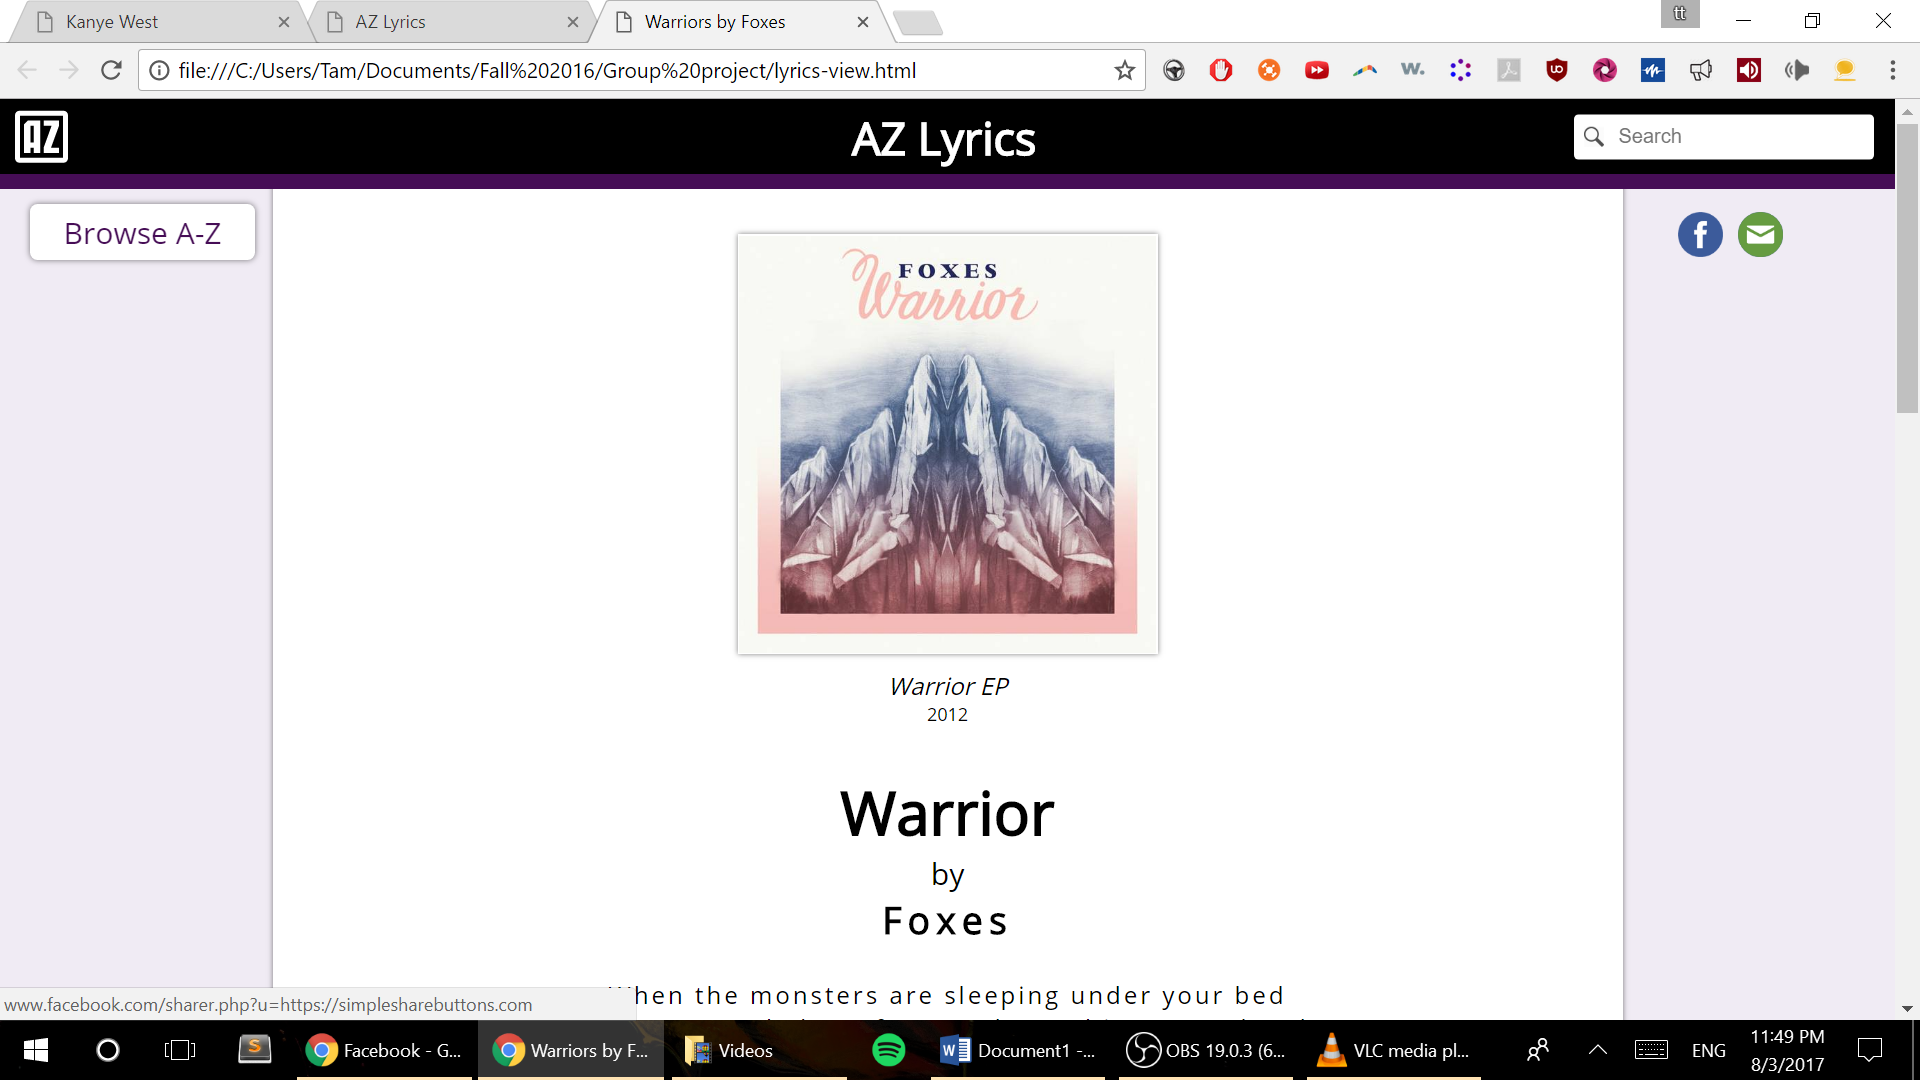 Kanye West
AZ Lyrics
Warriors by Foxes
tt
file:///C:/Users/Tam/Documents/Fall%202016/Group%20project/lyrics-view.html
AZ
AZ Lyrics
Search
Browse A-Z
FOXES
Warrior
Warrior EP
2012
Warrior
by
Foxes
When the monsters are sleeping under your bed
www.facebook.com/sharer.php?u=https://simplesharebuttons.com
Facebook - G...
Warriors by F...
Videos
Document1 -...
OBS 19.0.3 (6...
VLC media pl...
ENG
11:49 PM
8/3/2017